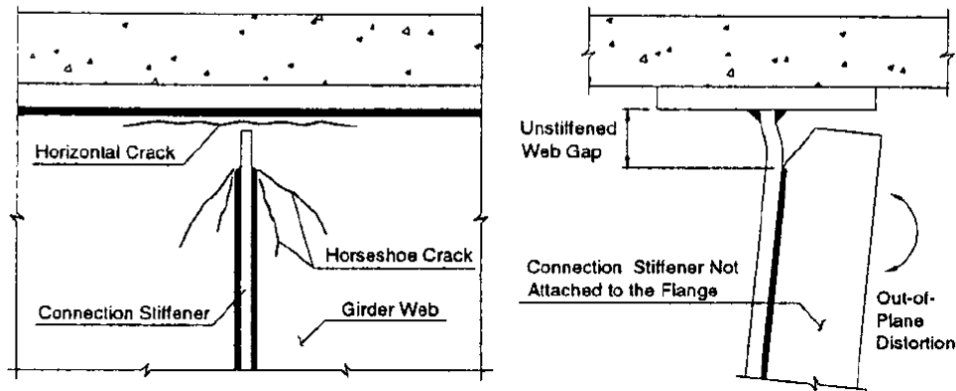 Horizontal Crack
Horseshoe Crack
Connection Stiffener
Girder Web
Unstiffened
Web Gap
Connection Stiffener Not
Attached to the Flange
Out-of-
Plane
Distortion